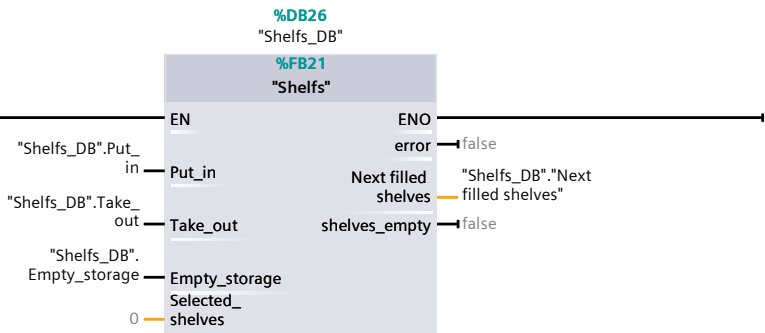 %DB26
"Shelfs_DB"
%FB21
"Shelfs"
EN
ENO
error
false
"Shelfs_DB".Put_
in
Put_in
Next filled
shelves
"Shelfs_DB"."Next
filled shelves"
"Shelfs_DB".Take_
out
Take_out
shelves_empty
false
"Shelfs_DB".
Empty_storage
Empty_storage
Selected_
shelves
0